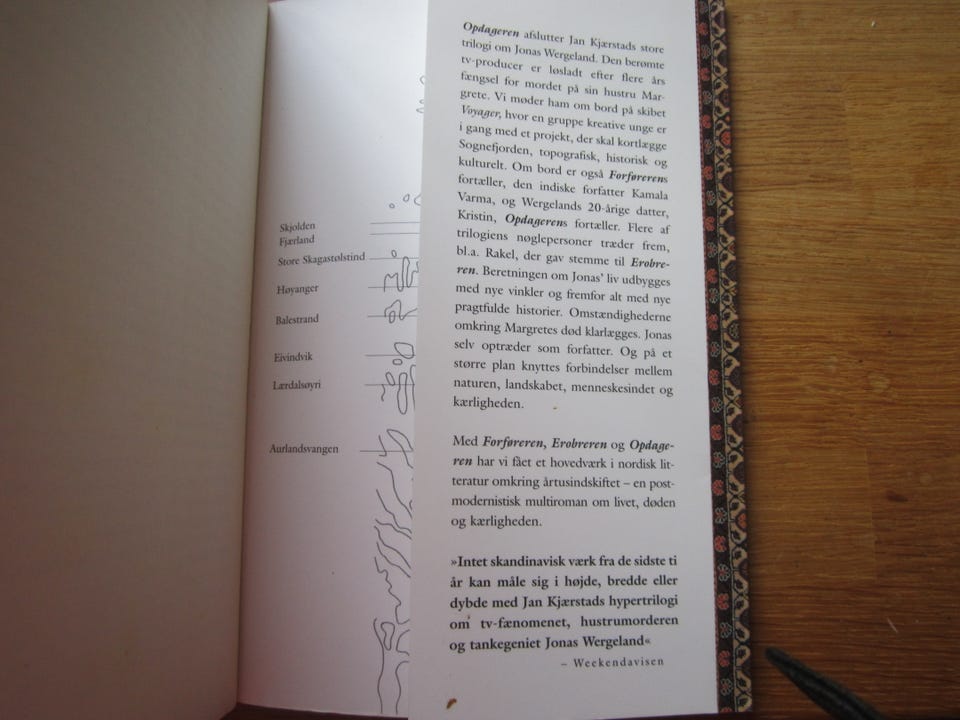 Skjolden
Fjærland
Store Skagastølstind
Høyanger
Balestrand
Eivindvik
Lærdalsøyri
Aurlandsvangen
Opdageren afslutter Jan Kjærstads store
trilogi om Jonas Wergeland. Den berømte
tv-producer er løsladt efter flere års
fængsel for mordet på sin hustru Mar-
grete. Vi møder ham om bord på skibet
Voyager, hvor en gruppe kreative unge er
i gang med et projekt, der skal kortlægge
Sognefjorden, topografisk, historisk og
kulturelt. Om bord er også Forførerens
fortæller, den indiske forfatter Kamala
Varma, og Wergelands 20-årige datter,
Kristin, Opdagerens fortæller. Flere af
trilogiens nøglepersoner træder frem,
bl.a. Rakel, der gav stemme til Erobre-
ren. Beretningen om Jonas' liv udbygges
med nye vinkler og fremfor alt med nye
pragtfulde historier. Omstændighederne
omkring Margretes død klarlægges. Jonas
selv optræder som forfatter. Og på et
større plan knyttes forbindelser mellem
naturen, landskabet, menneskesindet og
kærligheden.
Med Forføreren, Erobreren og Opdage-
ren har vi fået et hovedværk i nordisk lit-
teratur omkring årtusindskiftet – en post-
modernistisk multiroman om livet, døden
og kærligheden.
»Intet skandinavisk værk fra de sidste ti
år kan måle sig i højde, bredde eller
dybde med Jan Kjærstads hypertrilogi
om tv-fænomenet, hustrumorderen
og tankegeniet Jonas Wergeland«
– Weekendavisen